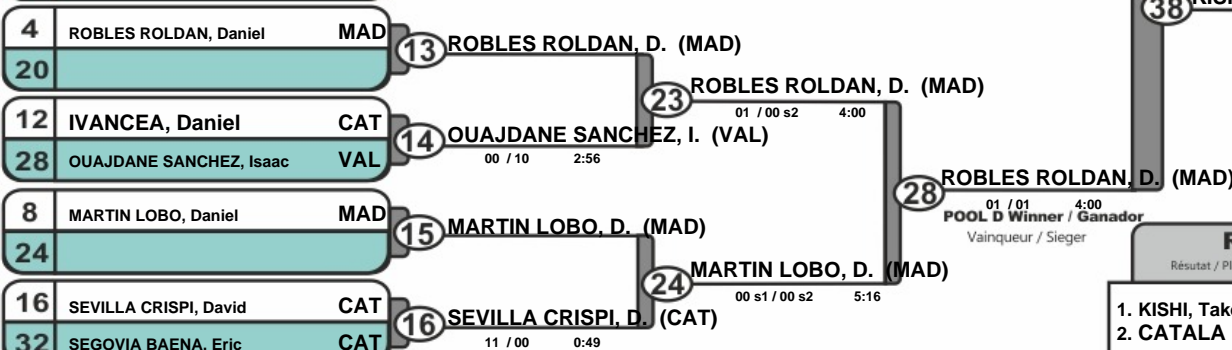 38
4 ROBLES ROLDAN, Daniel MAD
20
13 ROBLES ROLDAN, D. (MAD)
23 ROBLES ROLDAN, D. (MAD)
01 / 00 s2 4:00
12 IVANCEA, Daniel CAT
28 OUAJDANE SANCHEZ, Isaac VAL
14 OUAJDANE SANCHEZ, I. (VAL)
00 / 10 2:56
28 ROBLES ROLDAN, D. (MAD)
01 / 01 4:00
POOL D Winner / Ganador
Vainqueur / Sieger
8 MARTIN LOBO, Daniel MAD
24
15 MARTIN LOBO, D. (MAD)
24 MARTIN LOBO, D. (MAD)
00 s1 / 00 s2 5:16
16 SEVILLA CRISPI, David CAT
32 SEGOVIA BAENA, Eric CAT
16 SEVILLA CRISPI, D. (CAT)
11 / 00 0:49
Résutat / Pl
1. KISHI, Tak
2. CATALA